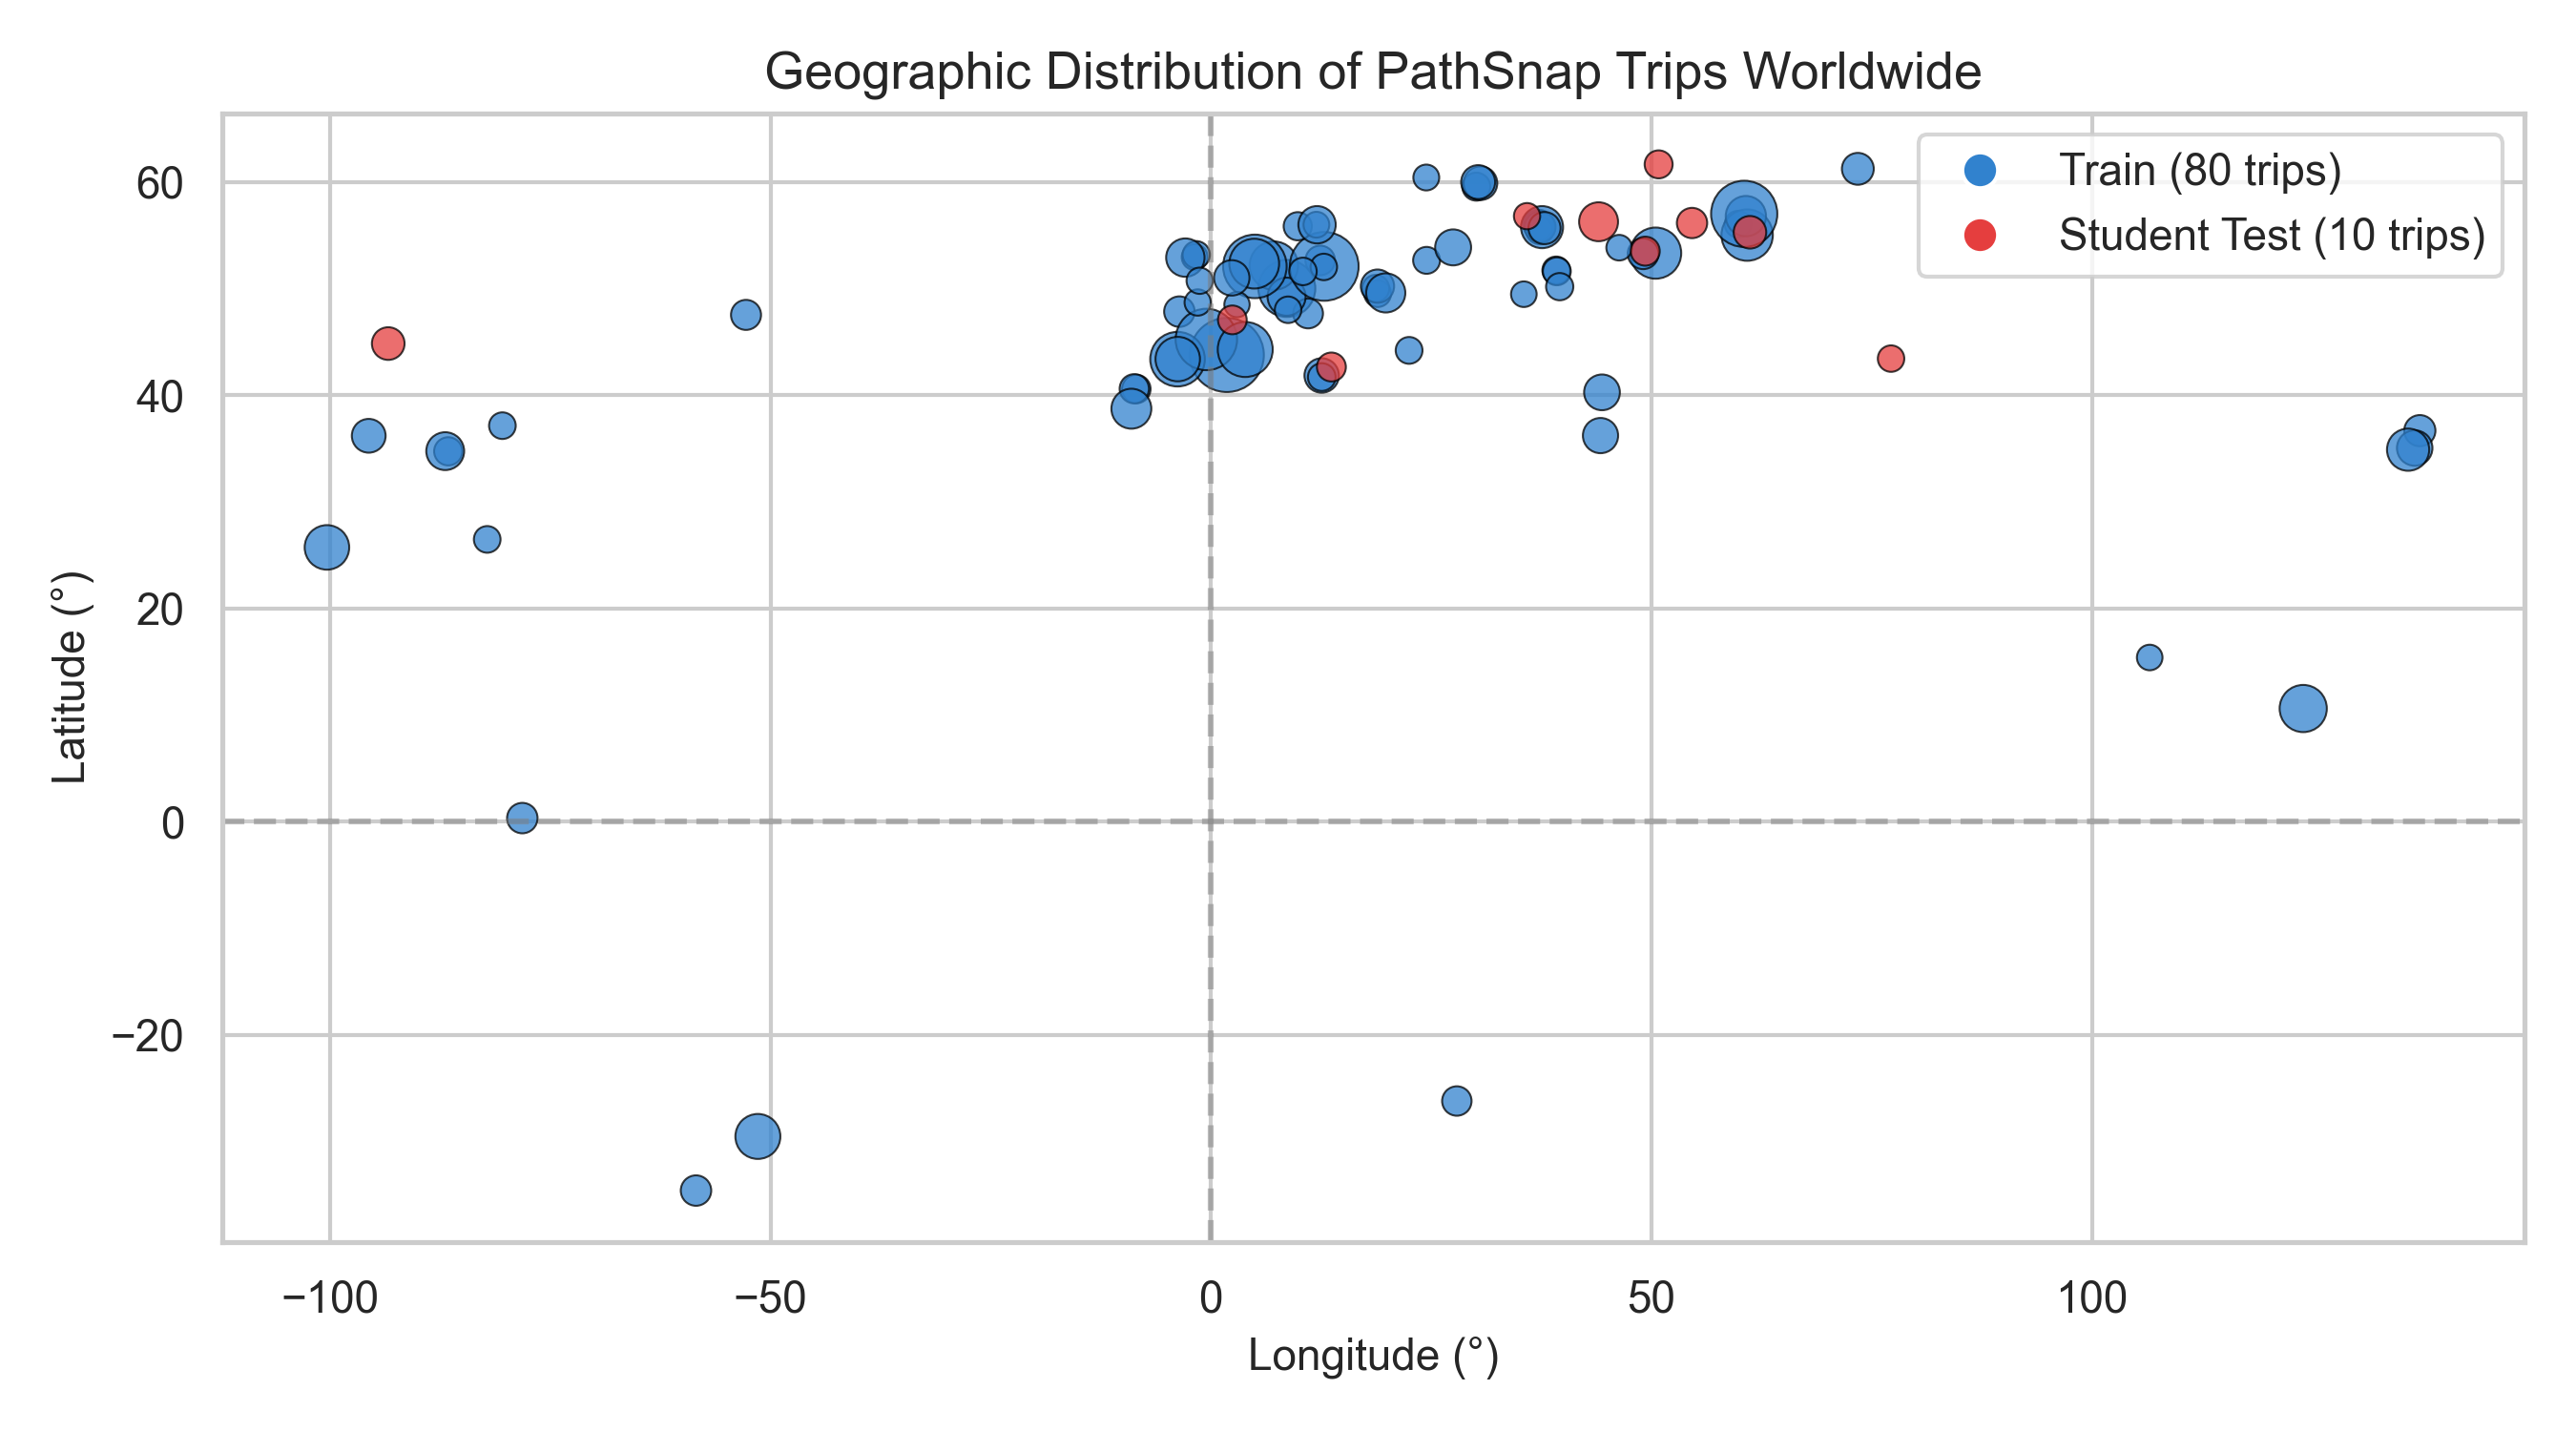 Geographic Distribution of PathSnap Trips Worldwide
Train (80 trips)
Student Test (10 trips)
60
40
20
0
−20
Latitude (°)
−100
−50
0
50
100
Longitude (°)